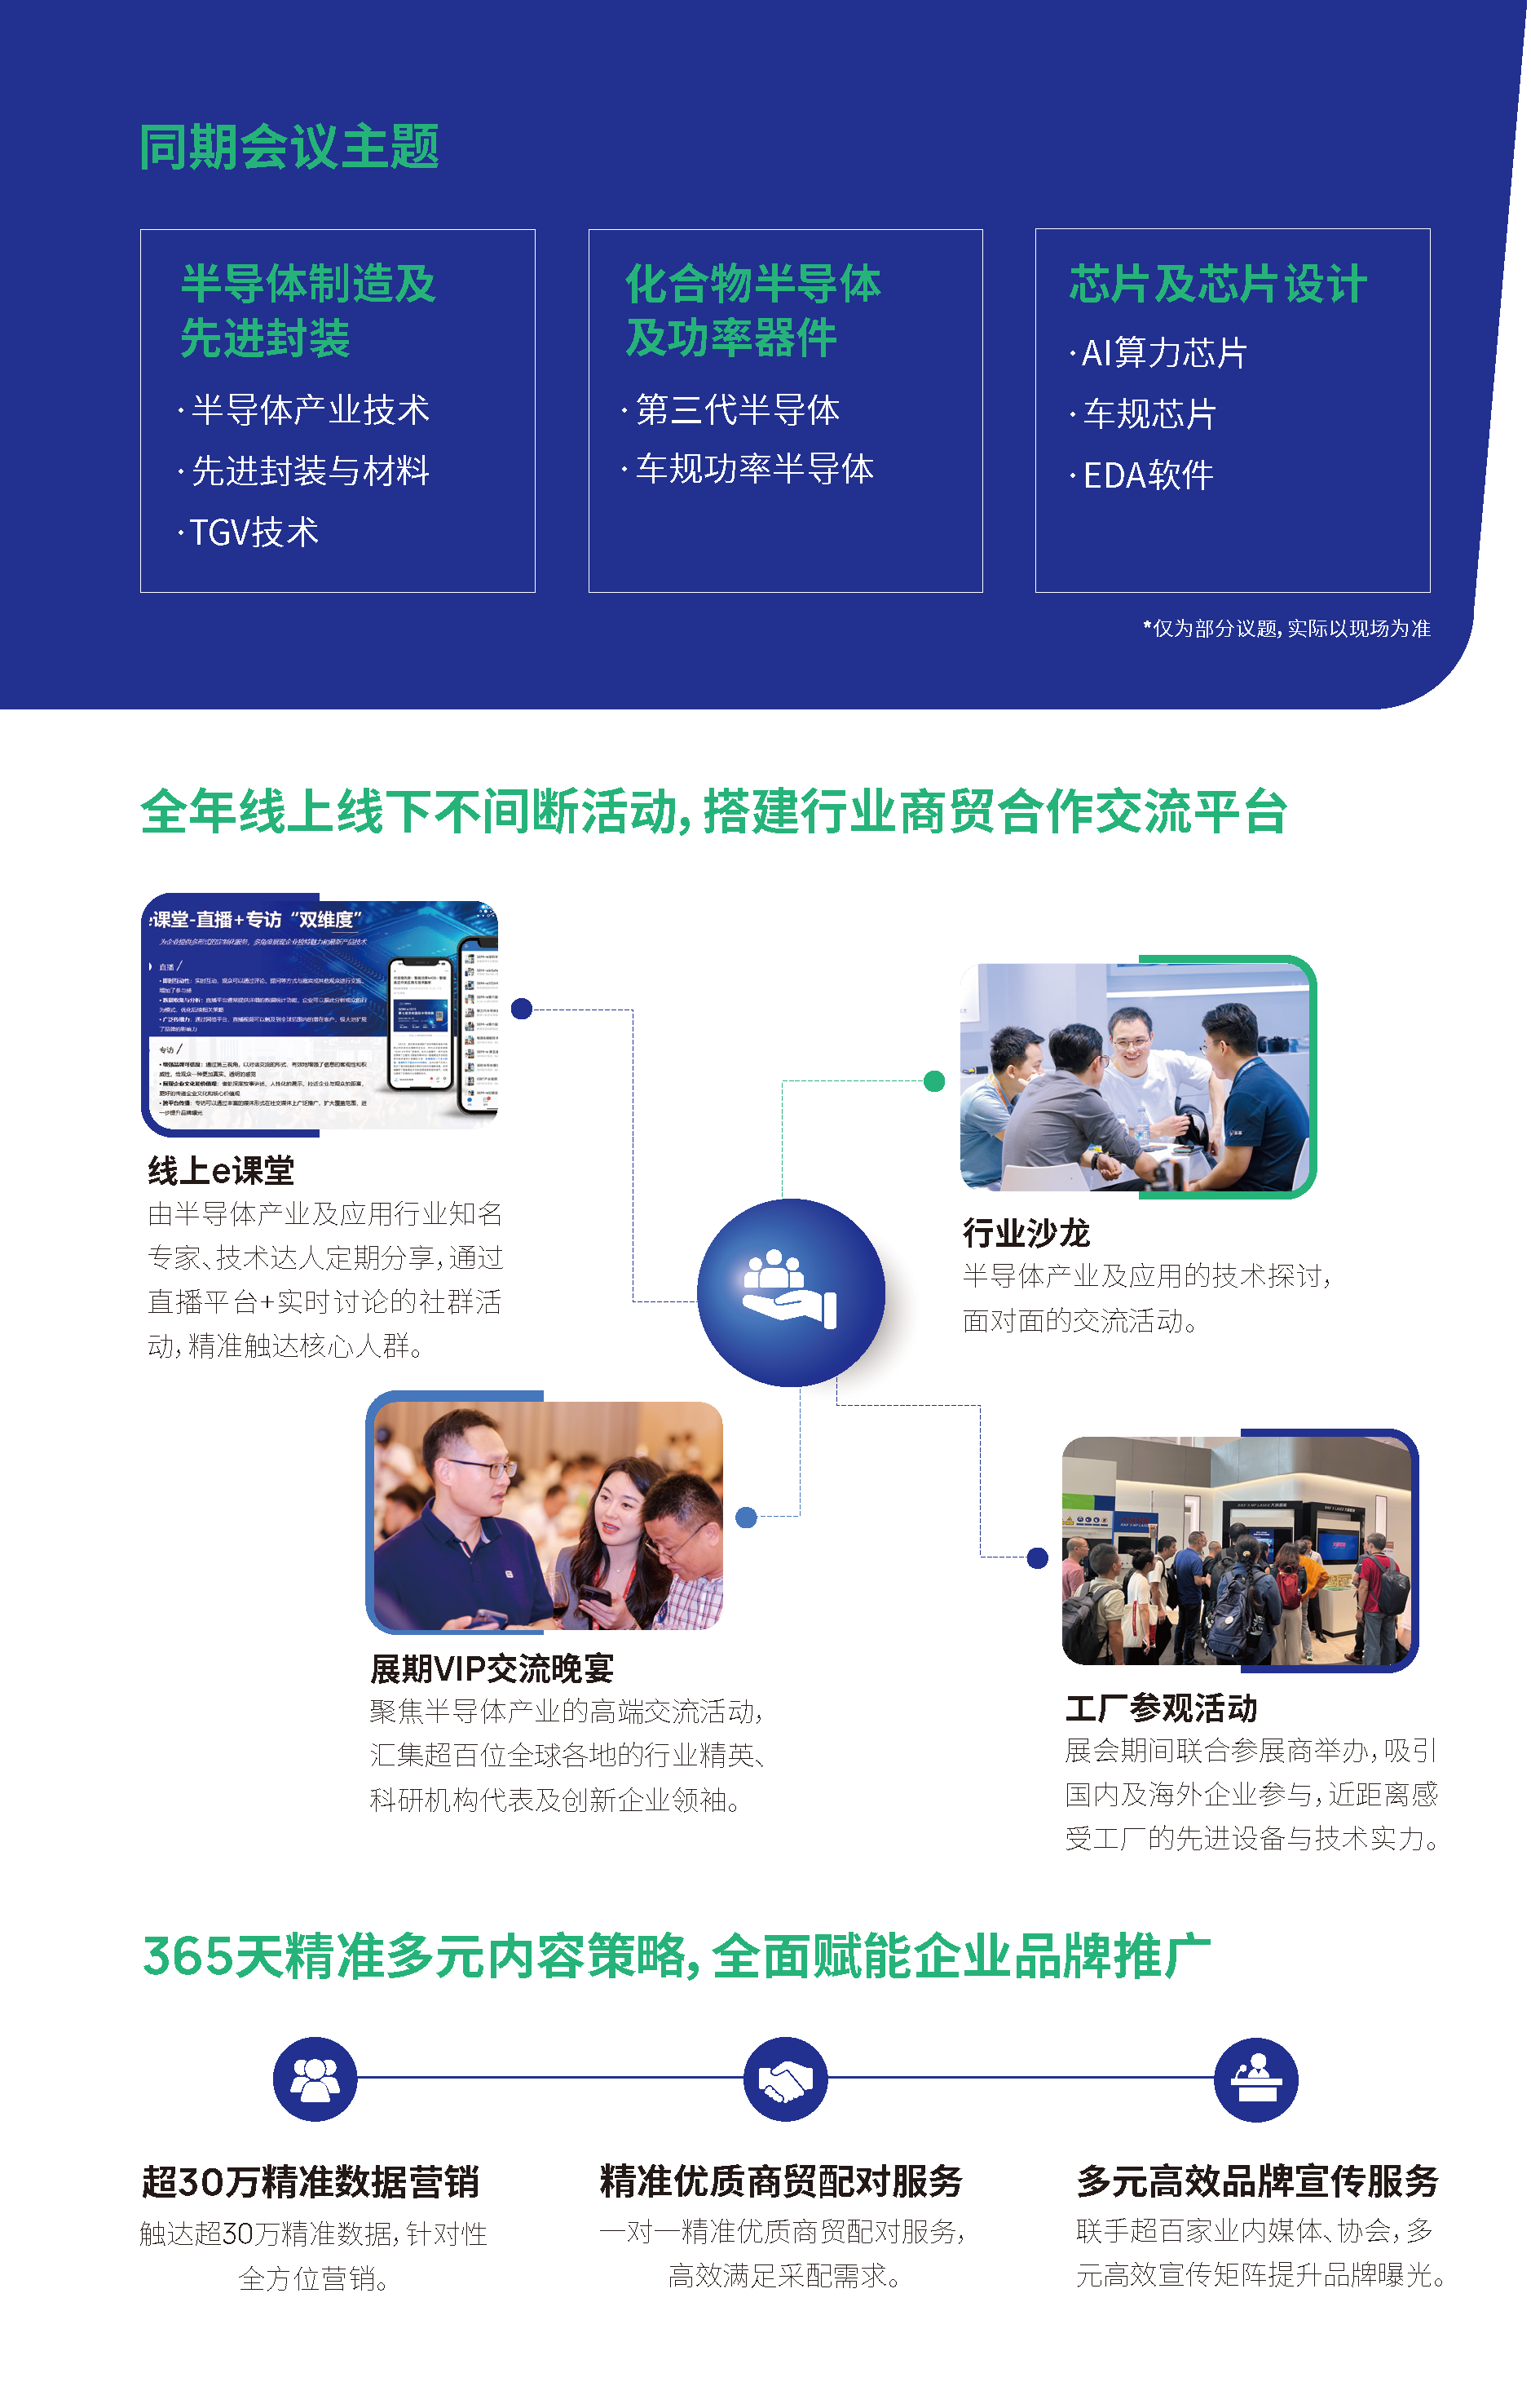 同期会议主题
半导体制造及
先进封装
·半导体产业技术
·先进封装与材料
·TGV技术
化合物半导体
及功率器件
·第三代半导体
·车规功率半导体
芯片及芯片设计
·AI算力芯片
·车规芯片
·EDA软件
*仅为部分议题，实际以现场为准
全年线上线下不间断活动，搭建行业商贸合作交流平台
课堂-直播+专访“双维度”
直播/
专访/
线上e课堂
由半导体产业及应用行业知名
专家、技术达人定期分享，通过
直播平台+实时讨论的社群活
动，精准触达核心人群。
行业沙龙
半导体产业及应用的技术探讨，
面对面的交流活动。
展期VIP交流晚宴
聚焦半导体产业的高端交流活动，
汇集超百位全球各地的行业精英、
科研机构代表及创新企业领袖。
工厂参观活动
展会期间联合参展商举办，吸引
国内及海外企业参与，近距离感
受工厂的先进设备与技术实力。
365天精准多元内容策略，全面赋能企业品牌推广
超30万精准数据营销
触达超30万精准数据，针对性
全方位营销。
精准优质商贸配对服务
一对一精准优质商贸配对服务，
高效满足采配需求。
多元高效品牌宣传服务
联手超百家业内媒体、协会，多
元高效宣传矩阵提升品牌曝光。